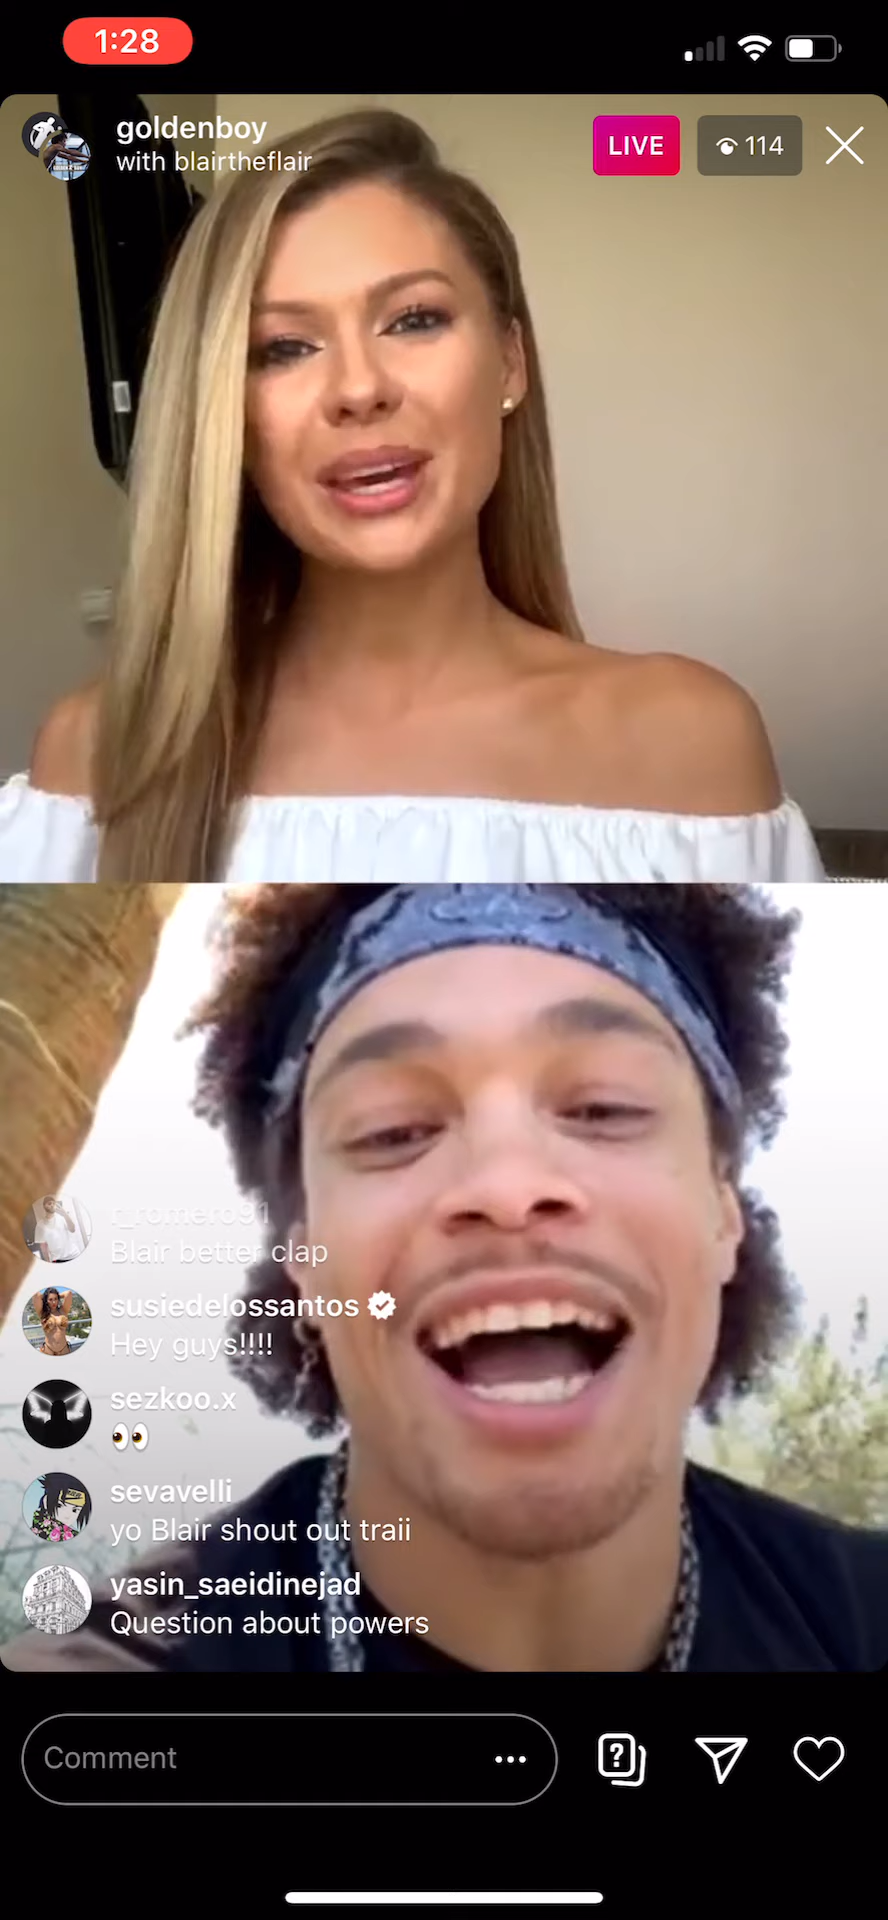 1:28
goldenboy
with blairtheflair
LIVE
114
r_romero91
Blair better clap
susiedelossantos
Hey guys!!!!
sezkoo.x
👀
sevavelli
yo Blair shout out traii
yasin_saeidinejad
Question about powers
Comment